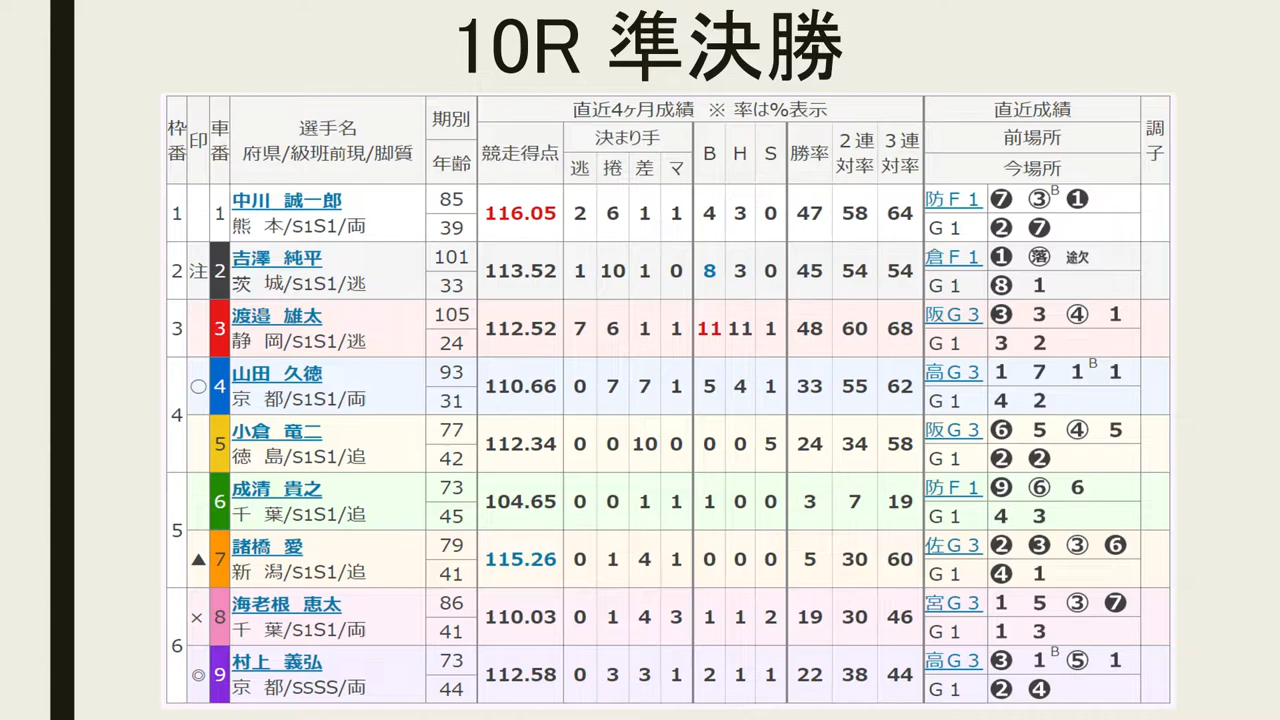 10R 準決勝
枠番 印 車番 選手名 府県/級班前現/脚質 期別 年齢 競走得点 直近4ヶ月成績 ※ 率は%表示 直近成績 調子
決まり手 B H S 勝率 2連対率 3連対率 前場所
逃 捲 差 マ 今場所
1 1 中川 誠一郎 85 116.05 2 6 1 1 4 3 0 47 58 64 防F1 ❼ ③B ❶
熊 本/S1S1/両 39 G1 ❷ ❼
2 注 2 吉澤 純平 101 113.52 1 10 1 0 8 3 0 45 54 54 倉F1 ❶ 落 途欠
茨 城/S1S1/逃 33 G1 ❽ 1
3 3 渡邉 雄太 105 112.52 7 6 1 1 11 11 1 48 60 68 阪G3 ❸ 3 ④ 1
静 岡/S1S1/逃 24 G1 3 2
4 ○ 4 山田 久徳 93 110.66 0 7 7 1 5 4 1 33 55 62 高G3 1 7 1B 1
京 都/S1S1/両 31 G1 4 2
5 小倉 竜二 77 112.34 0 0 10 0 0 0 5 24 34 58 阪G3 ❻ 5 ④ 5
徳 島/S1S1/追 42 G1 ❷ ❷
5 6 成清 貴之 73 104.65 0 0 1 1 1 0 0 3 7 19 防F1 ❾ ⑥ 6
千 葉/S1S1/追 45 G1 4 3
▲ 7 諸橋 愛 79 115.26 0 1 4 1 0 0 0 5 30 60 佐G3 ❷ ❸ ③ ❻
新 潟/S1S1/追 41 G1 ❹ 1
6 × 8 海老根 恵太 86 110.03 0 1 4 3 1 1 2 19 30 46 宮G3 1 5 ③ ❼
千 葉/S1S1/両 41 G1 1 3
◎ 9 村上 義弘 73 112.58 0 3 3 1 2 1 1 22 38 44 高G3 ❸ 1B ⑤ 1
京 都/SSSS/両 44 G1 ❷ ❹